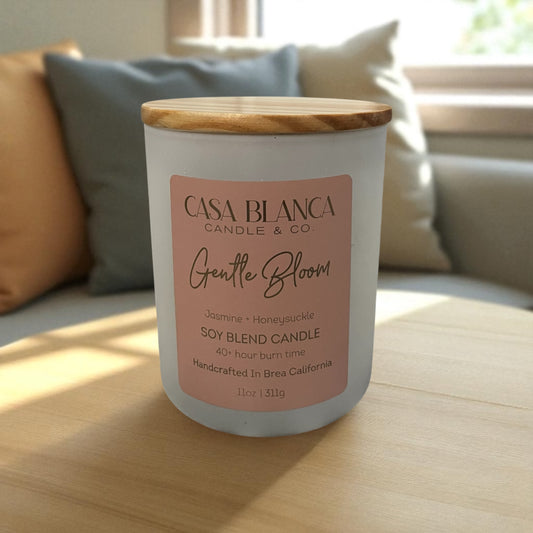 CASA BLANCA
CANDLE & CO.
Gentle Bloom
Jasmine + Honeysuckle
SOY BLEND CANDLE
40+ hour burn time
Handcrafted In Brea California
11oz | 311g